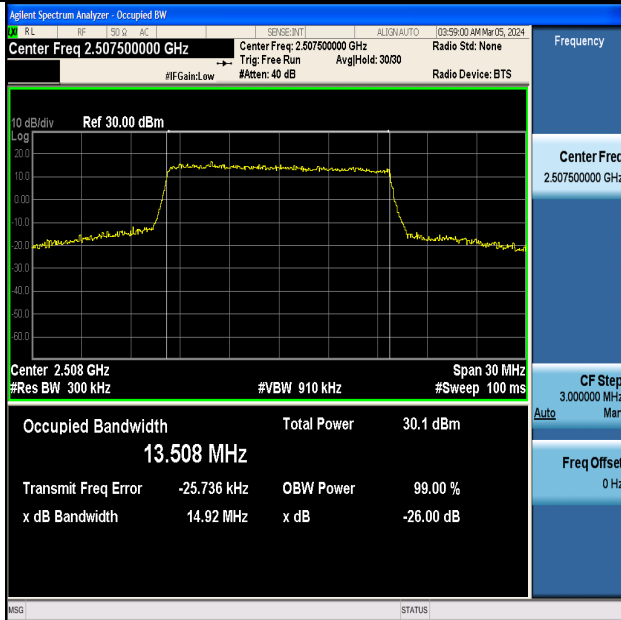 Agilent Spectrum Analyzer - Occupied BW
LXI RL RF 50 Ω AC SENSE:INT ALIGN AUTO 03:59:00 AM Mar 05, 2024
Center Freq 2.507500000 GHz Center Freq: 2.507500000 GHz Radio Std: None
Trig: Free Run Avg|Hold: 30/30
#IFGain:Low #Atten: 40 dB Radio Device: BTS
10 dB/div Ref 30.00 dBm
Log
20.0
10.0
0.00
-10.0
-20.0
-30.0
-40.0
-50.0
-60.0
Center 2.508 GHz Span 30 MHz
#Res BW 300 kHz #VBW 910 kHz #Sweep 100 ms
Occupied Bandwidth Total Power 30.1 dBm
13.508 MHz
Transmit Freq Error -25.736 kHz OBW Power 99.00 %
x dB Bandwidth 14.92 MHz x dB -26.00 dB
MSG STATUS
Frequency
Center Freq
2.507500000 GHz
CF Step
3.000000 MHz
Auto Man
Freq Offset
0 Hz